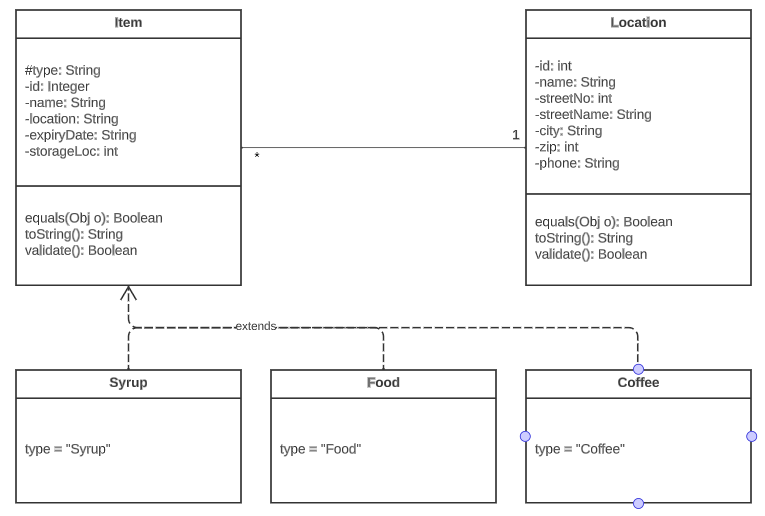 Item
#type: String
-id: Integer
-name: String
-location: String
-expiryDate: String
-storageLoc: int
equals(Obj o): Boolean
toString(): String
validate(): Boolean
*
1
Location
-id: int
-name: String
-streetNo: int
-streetName: String
-city: String
-zip: int
-phone: String
equals(Obj o): Boolean
toString(): String
validate(): Boolean
extends
Syrup
type = "Syrup"
Food
type = "Food"
Coffee
type = "Coffee"